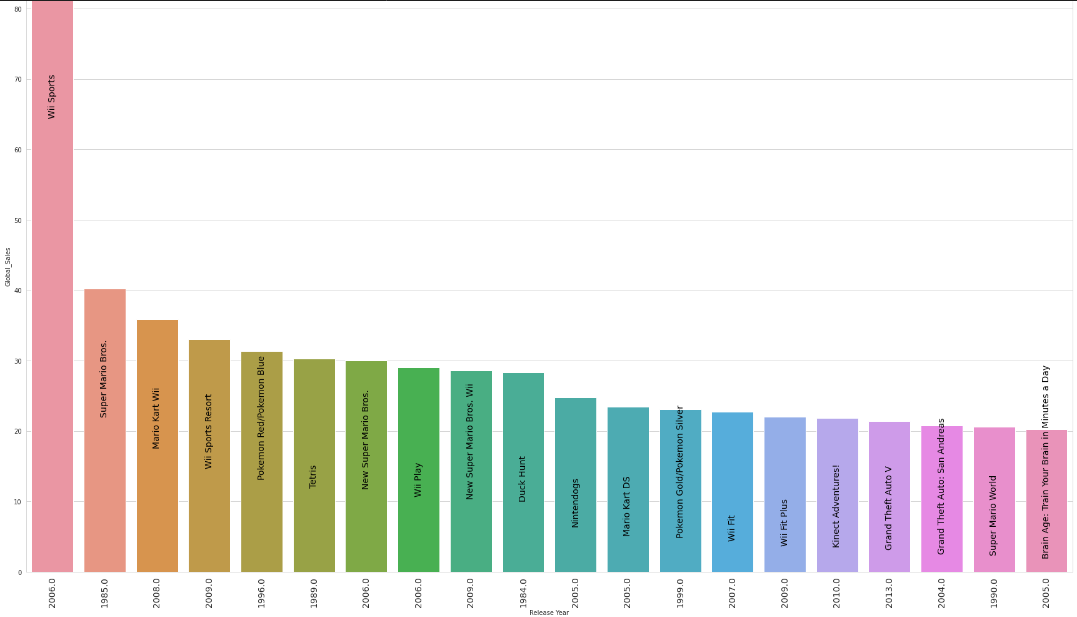 80
70
60
50
40
30
20
10
0
Global_Sales
Wii Sports
Super Mario Bros.
Mario Kart Wii
Wii Sports Resort
Pokemon Red/Pokemon Blue
Tetris
New Super Mario Bros.
Wii Play
New Super Mario Bros. Wii
Duck Hunt
Nintendogs
Mario Kart DS
Pokemon Gold/Pokemon Silver
Wii Fit
Wii Fit Plus
Kinect Adventures!
Grand Theft Auto V
Grand Theft Auto: San Andreas
Super Mario World
Brain Age: Train Your Brain in Minutes a Day
2006.0
1985.0
2008.0
2009.0
1996.0
1989.0
2006.0
2006.0
2009.0
1984.0
2005.0
2005.0
1999.0
2007.0
2009.0
2010.0
2013.0
2004.0
1990.0
2005.0
Release Year